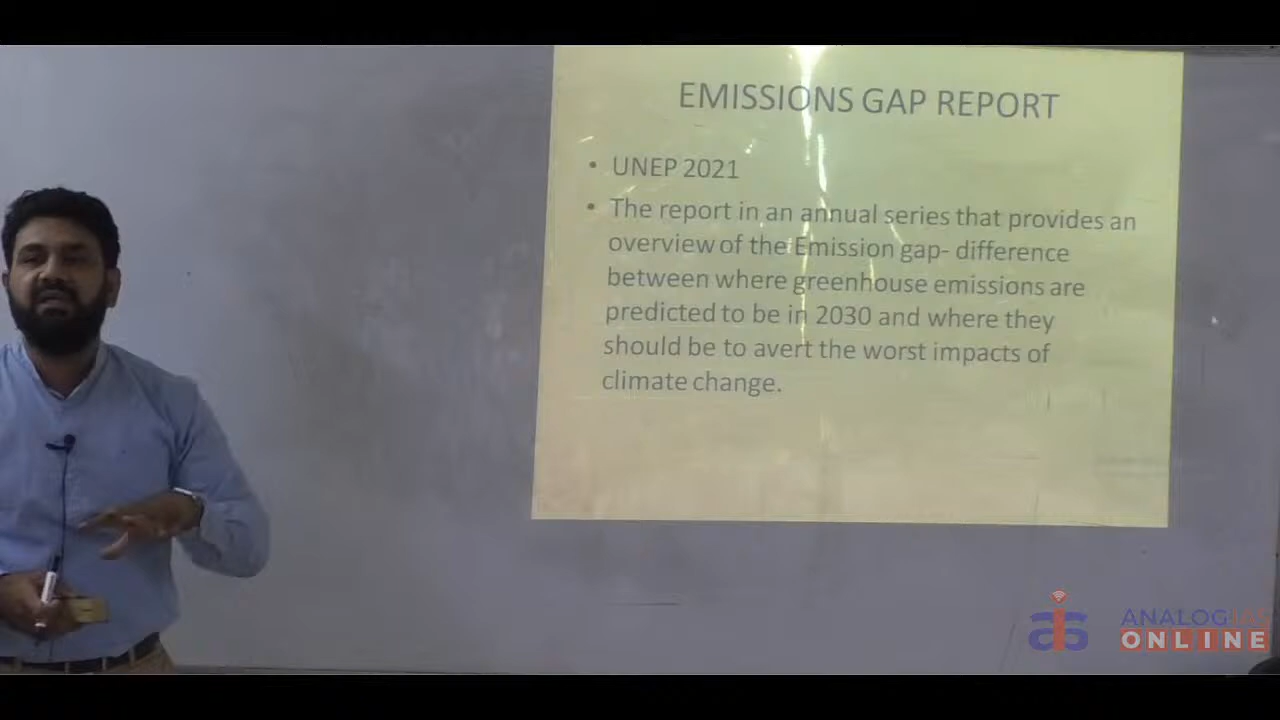 EMISSIONS GAP REPORT
• UNEP 2021
• The report in an annual series that provides an
overview of the Emission gap- difference
between where greenhouse emissions are
predicted to be in 2030 and where they
should be to avert the worst impacts of
climate change.
ANALOG IAS
ONLINE